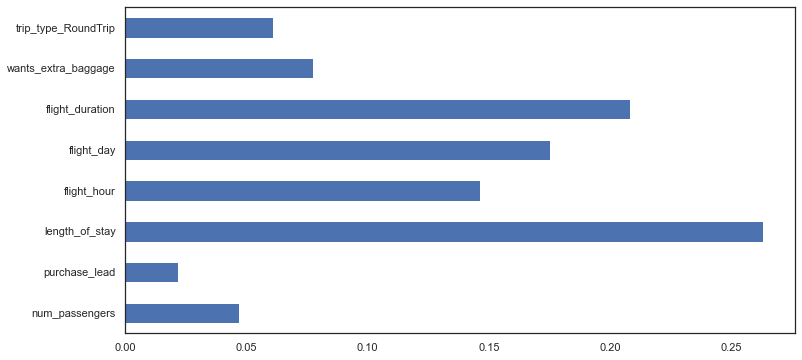 trip_type_RoundTrip
wants_extra_baggage
flight_duration
flight_day
flight_hour
length_of_stay
purchase_lead
num_passengers
0.00 0.05 0.10 0.15 0.20 0.25